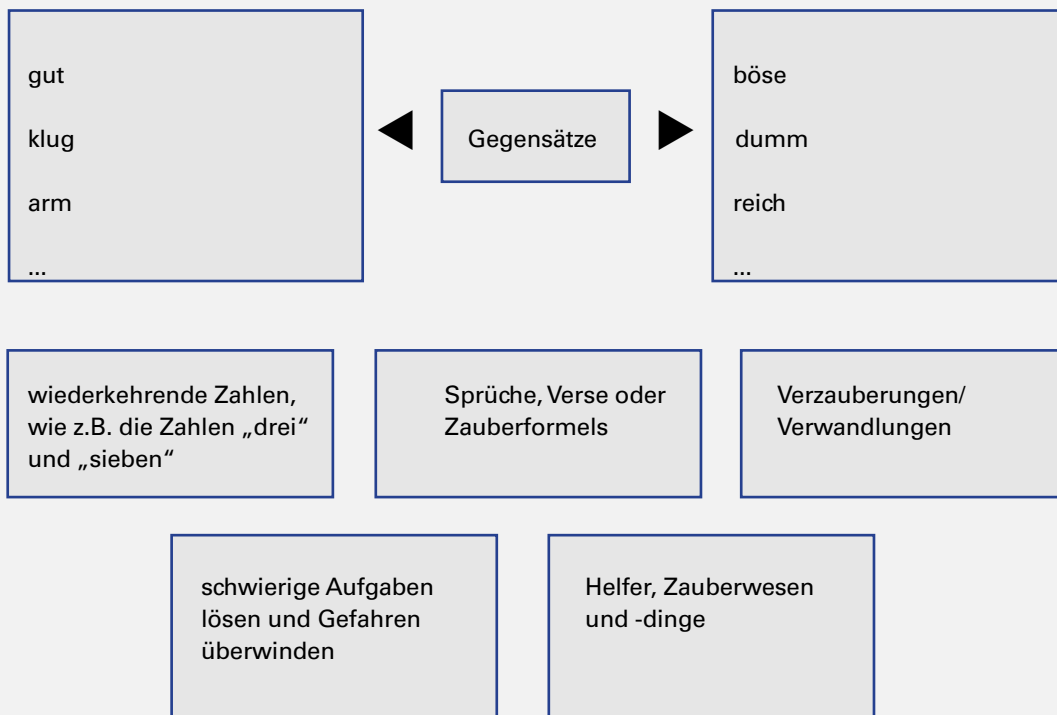 gut
klug
arm
...
Gegensätze
böse
dumm
reich
...
wiederkehrende Zahlen,
wie z.B. die Zahlen „drei“
und „sieben“
Sprüche, Verse oder
Zauberformels
Verzauberungen/
Verwandlungen
schwierige Aufgaben
lösen und Gefahren
überwinden
Helfer, Zauberwesen
und -dinge